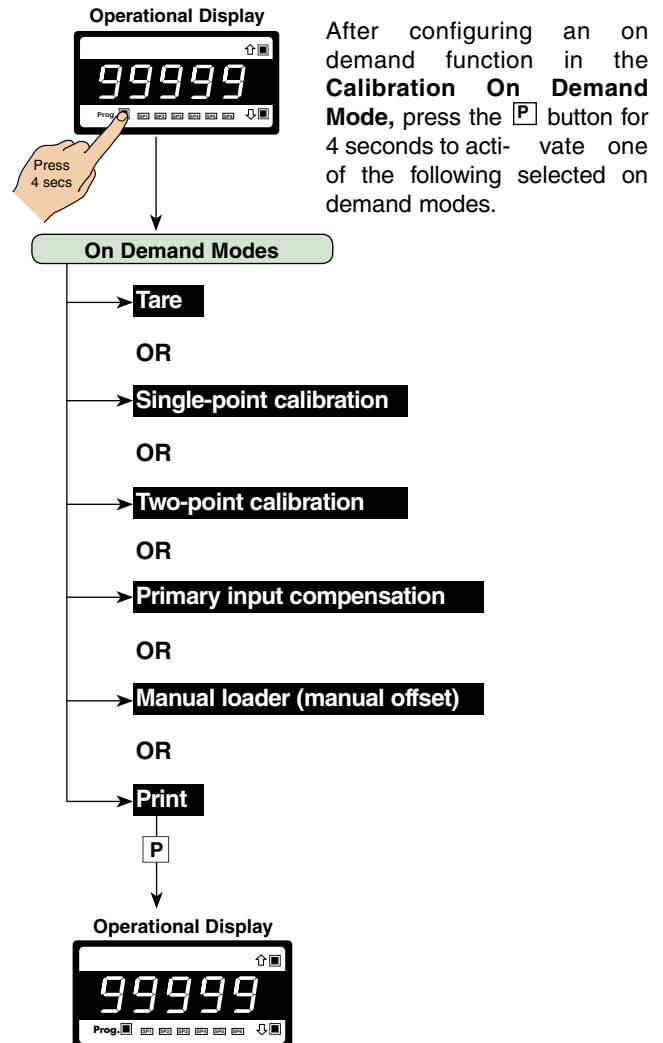 Operational Display
99999
Prog. SP1 SP2 SP3 SP4 SP5 SP6
Press
4 secs
After configuring an on
demand function in the
Calibration On Demand
Mode, press the P button for
4 seconds to acti- vate one
of the following selected on
demand modes.
On Demand Modes
Tare
OR
Single-point calibration
OR
Two-point calibration
OR
Primary input compensation
OR
Manual loader (manual offset)
OR
Print
P
Operational Display
99999
Prog. SP1 SP2 SP3 SP4 SP5 SP6